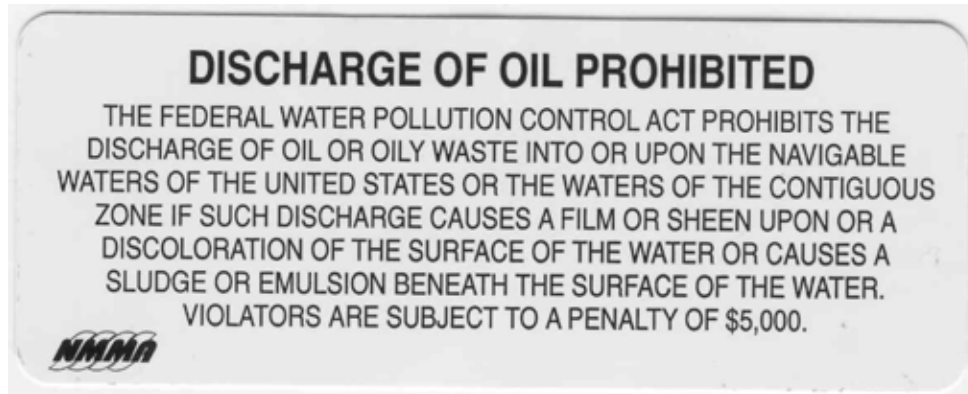 DISCHARGE OF OIL PROHIBITED
THE FEDERAL WATER POLLUTION CONTROL ACT PROHIBITS THE
DISCHARGE OF OIL OR OILY WASTE INTO OR UPON THE NAVIGABLE
WATERS OF THE UNITED STATES OR THE WATERS OF THE CONTIGUOUS
ZONE IF SUCH DISCHARGE CAUSES A FILM OR SHEEN UPON OR A
DISCOLORATION OF THE SURFACE OF THE WATER OR CAUSES A
SLUDGE OR EMULSION BENEATH THE SURFACE OF THE WATER.
VIOLATORS ARE SUBJECT TO A PENALTY OF $5,000.
NMMA